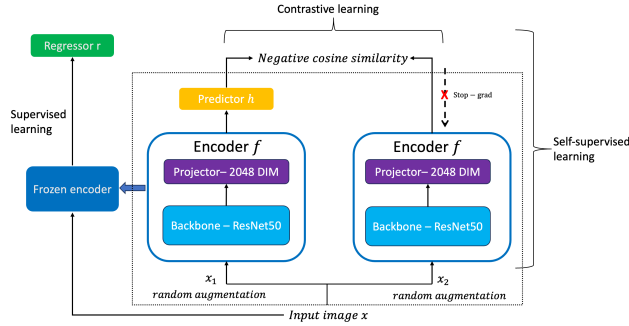 Contrastive learning
Regressor r
Negative cosine similarity
Predictor h
Stop – grad
Supervised
learning
Encoder f
Encoder f
Self-supervised
learning
Projector– 2048 DIM
Projector– 2048 DIM
Frozen encoder
Backbone – ResNet50
Backbone – ResNet50
x₁
x₂
random augmentation
random augmentation
Input image x